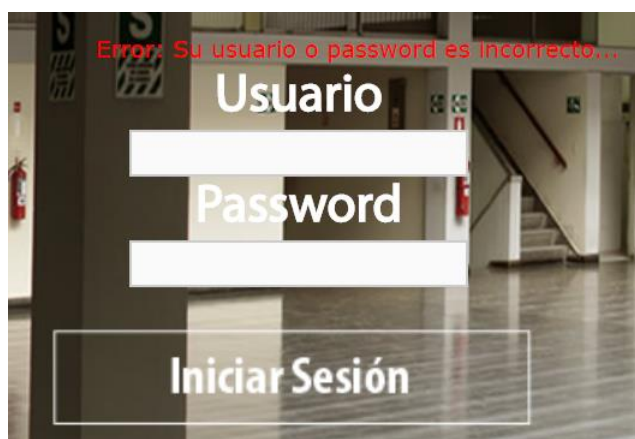 S
S
Error: Su usuario o password es incorrecto...
Usuario
Password
Iniciar Sesión